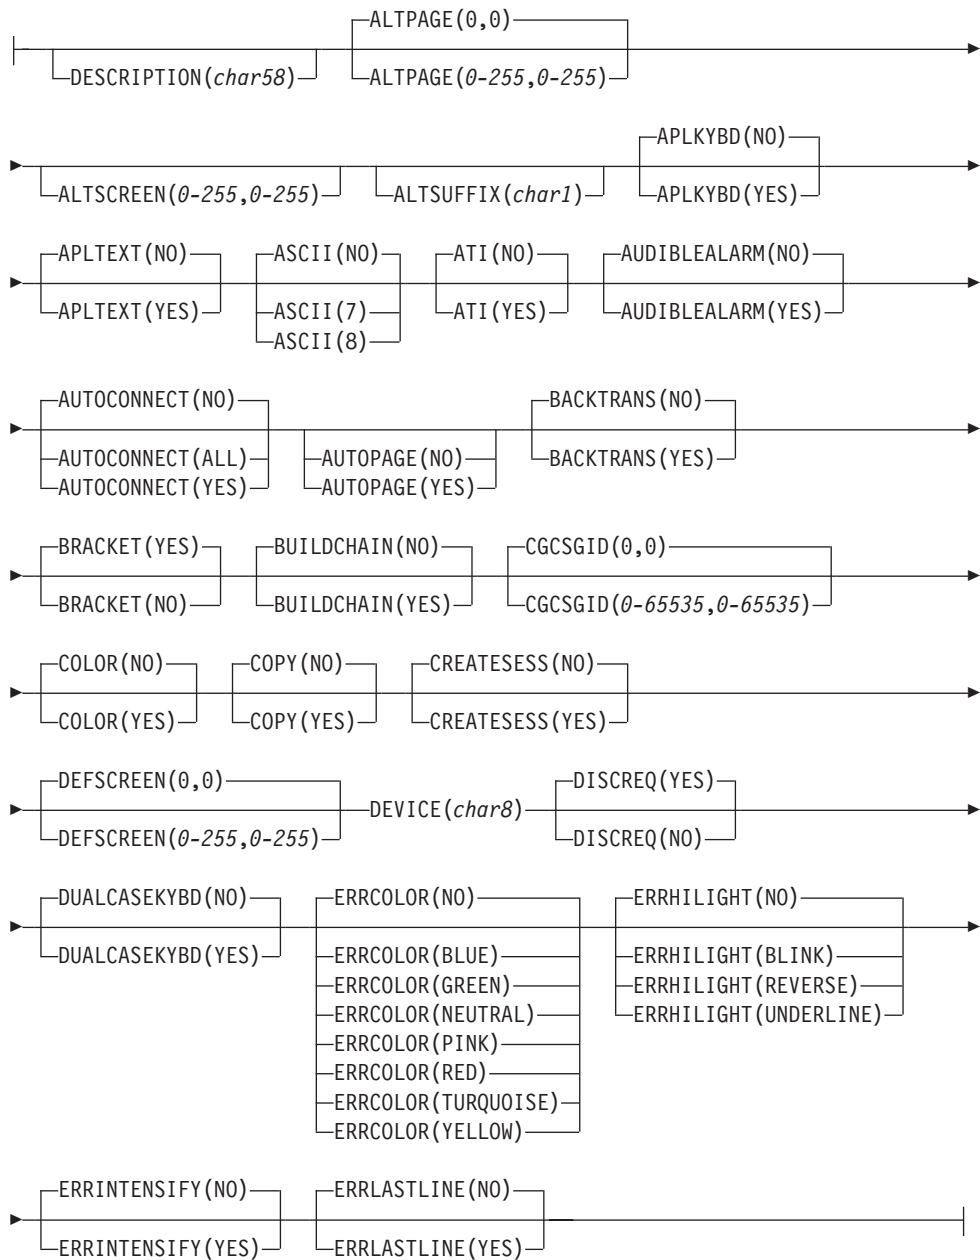 ALTPAGE(0,0)
DESCRIPTION(char58) ALTPAGE(0-255,0-255)
APLKYBD(NO)
ALTSCREEN(0-255,0-255) ALTSUFFIX(char1) APLKYBD(YES)
APLTEXT(NO) ASCII(NO) ATI(NO) AUDIBLEALARM(NO)
APLTEXT(YES) ASCII(7) ATI(YES) AUDIBLEALARM(YES)
ASCII(8)
AUTOCONNECT(NO) BACKTRANS(NO)
AUTOCONNECT(ALL) AUTOPAGE(NO) BACKTRANS(YES)
AUTOCONNECT(YES) AUTOPAGE(YES)
BRACKET(YES) BUILDCHAIN(NO) CGCSGID(0,0)
BRACKET(NO) BUILDCHAIN(YES) CGCSGID(0-65535,0-65535)
COLOR(NO) COPY(NO) CREATESESS(NO)
COLOR(YES) COPY(YES) CREATESESS(YES)
DEFSCREEN(0,0) DISCREQ(YES)
DEVICE(char8)
DEFSCREEN(0-255,0-255) DISCREQ(NO)
DUALCASEKYBD(NO) ERRCOLOR(NO) ERRHILIGHT(NO)
DUALCASEKYBD(YES) ERRCOLOR(BLUE) ERRHILIGHT(BLINK)
ERRCOLOR(GREEN) ERRHILIGHT(REVERSE)
ERRCOLOR(NEUTRAL) ERRHILIGHT(UNDERLINE)
ERRCOLOR(PINK)
ERRCOLOR(RED)
ERRCOLOR(TURQUOISE)
ERRCOLOR(YELLOW)
ERRINTENSIFY(NO) ERRLASTLINE(NO)
ERRINTENSIFY(YES) ERRLASTLINE(YES)